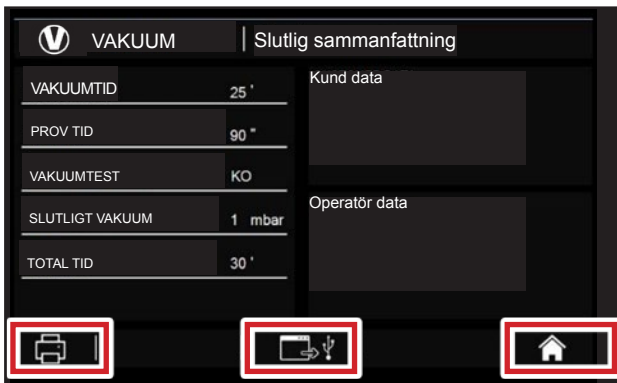 VAKUUM | Slutlig sammanfattning
VAKUUMTID 25 '
PROV TID 90 "
VAKUUMTEST KO
SLUTLIGT VAKUUM 1 mbar
TOTAL TID 30 '
Kund data
Operatör data